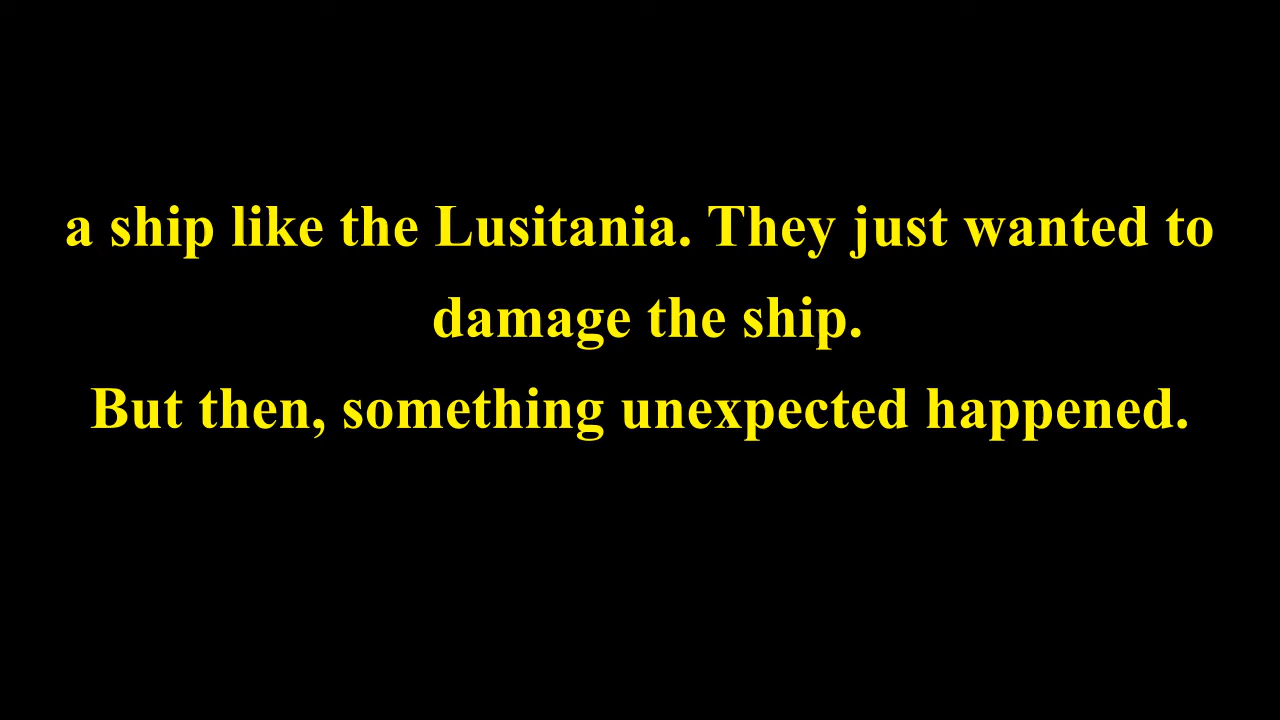 a ship like the Lusitania. They just wanted to
damage the ship.
But then, something unexpected happened.